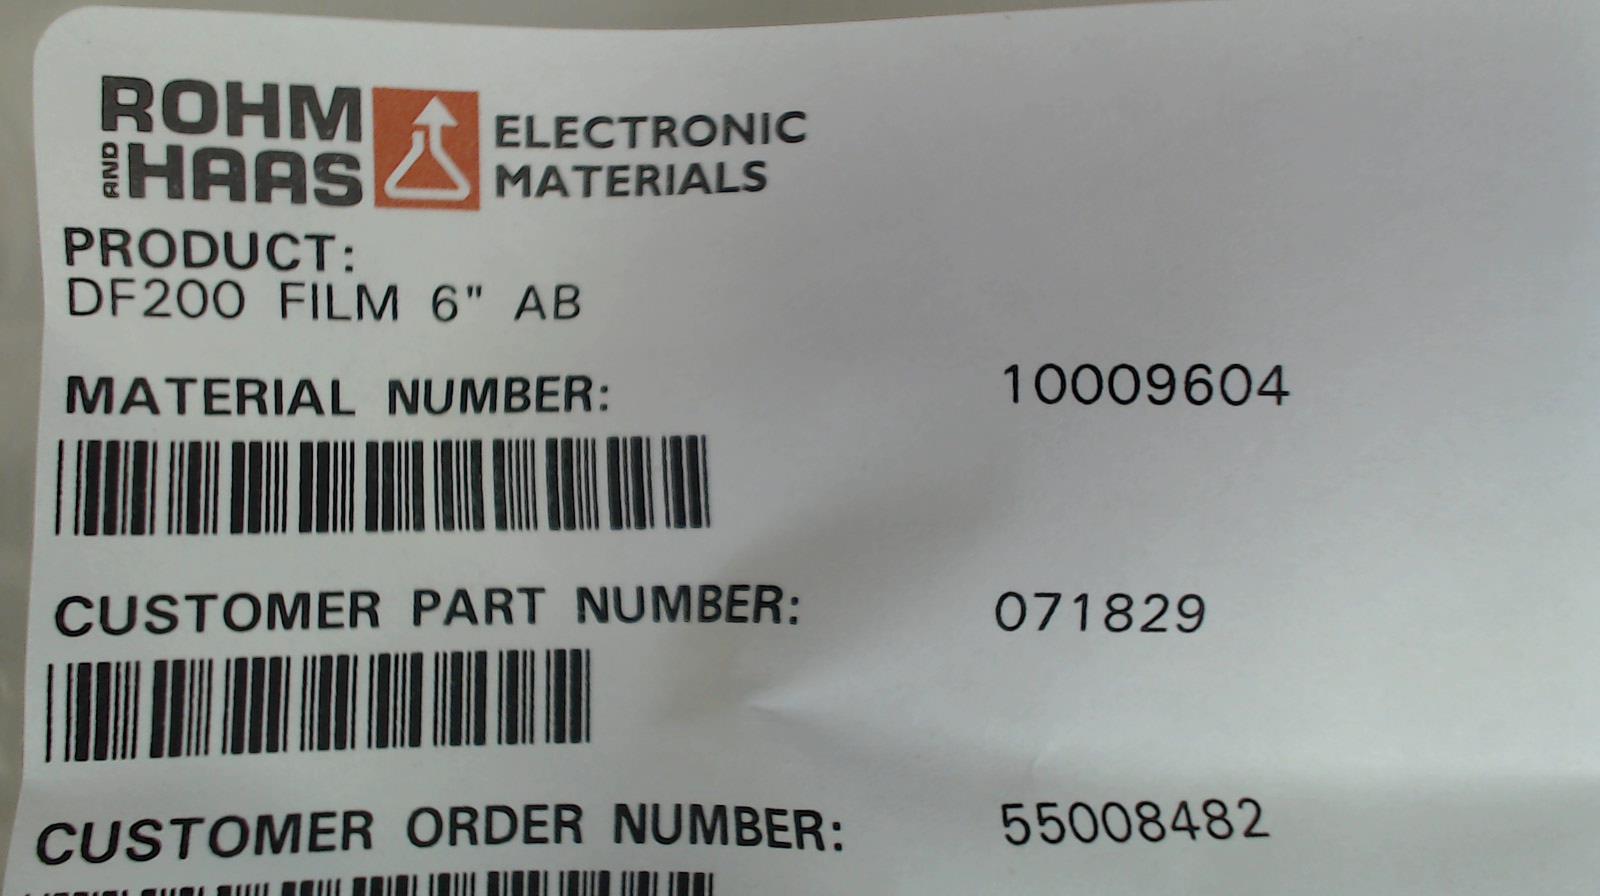 ROHM
AND HAAS
ELECTRONIC
MATERIALS
PRODUCT:
DF200 FILM 6" AB
MATERIAL NUMBER: 10009604
CUSTOMER PART NUMBER: 071829
CUSTOMER ORDER NUMBER: 55008482